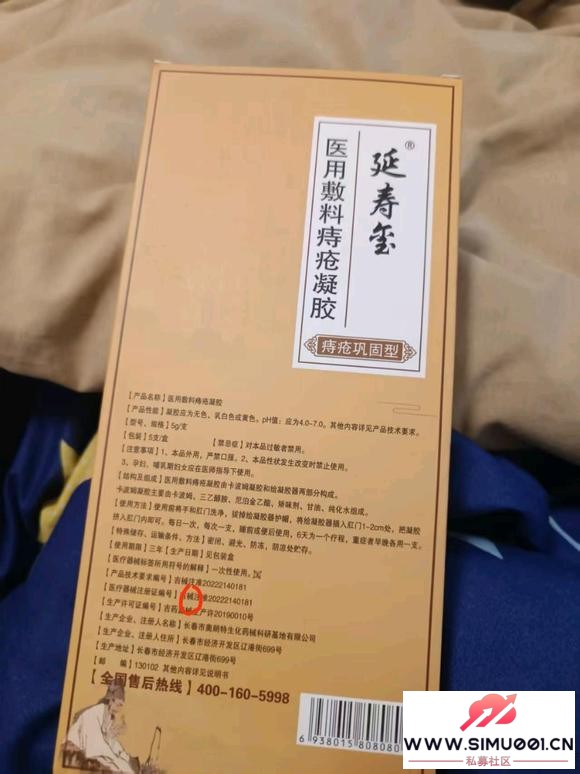 延寿玺®
医用敷料痔疮凝胶
痔疮巩固型
【产品名称】医用敷料痔疮凝胶
【产品性能】凝胶应为无色、乳白色或黄色。pH值：应为4.0~7.0。其他内容详见产品技术要求。
【型号、规格】5g/支
【包装】5支/盒 【禁忌症】对本品过敏者禁用。
【注意事项】1、本品外用，严禁口服。2、本品性状发生改变时禁止使用。
3、孕妇、哺乳期妇女应在医师指导下使用。
【结构及组成】医用敷料痔疮凝胶由卡波姆凝胶和给凝胶器两部分构成。
卡波姆凝胶主要由卡波姆、三乙醇胺、尼泊金乙酯、矫味剂、甘油、纯化水组成。
【使用方法】使用前将手和肛门洗净，拔掉给凝胶器护帽，将给凝胶器插入肛门1~2cm处，把凝胶
挤入肛门内即可。每日一次，每次一支，睡前或便后使用，6天为一个疗程，重症者早晚各用一支。
【特殊储存、运输条件、方法】密闭、避光、防冻，阴凉处贮存。
【使用期限】三年【生产日期】见包装盒
【医疗器械标签所用符号的解释】一次性使用。
【产品技术要求编号】吉械注准20222140181
【医疗器械注册证编号】吉械注准20222140181
【生产许可证编号】吉药监械生产许20190010号
【生产企业、注册人名称】长春市奥朗特生化药械科研基地有限公司
【生产企业、注册人住所】长春市经济开发区辽港街699号
【生产地址】长春市经济开发区辽港街699号
【邮 编】130102 其他内容详见说明书
【全国售后热线】400-160-5998
6 938015 808080
WWW.SIMU001.CN
私募社区